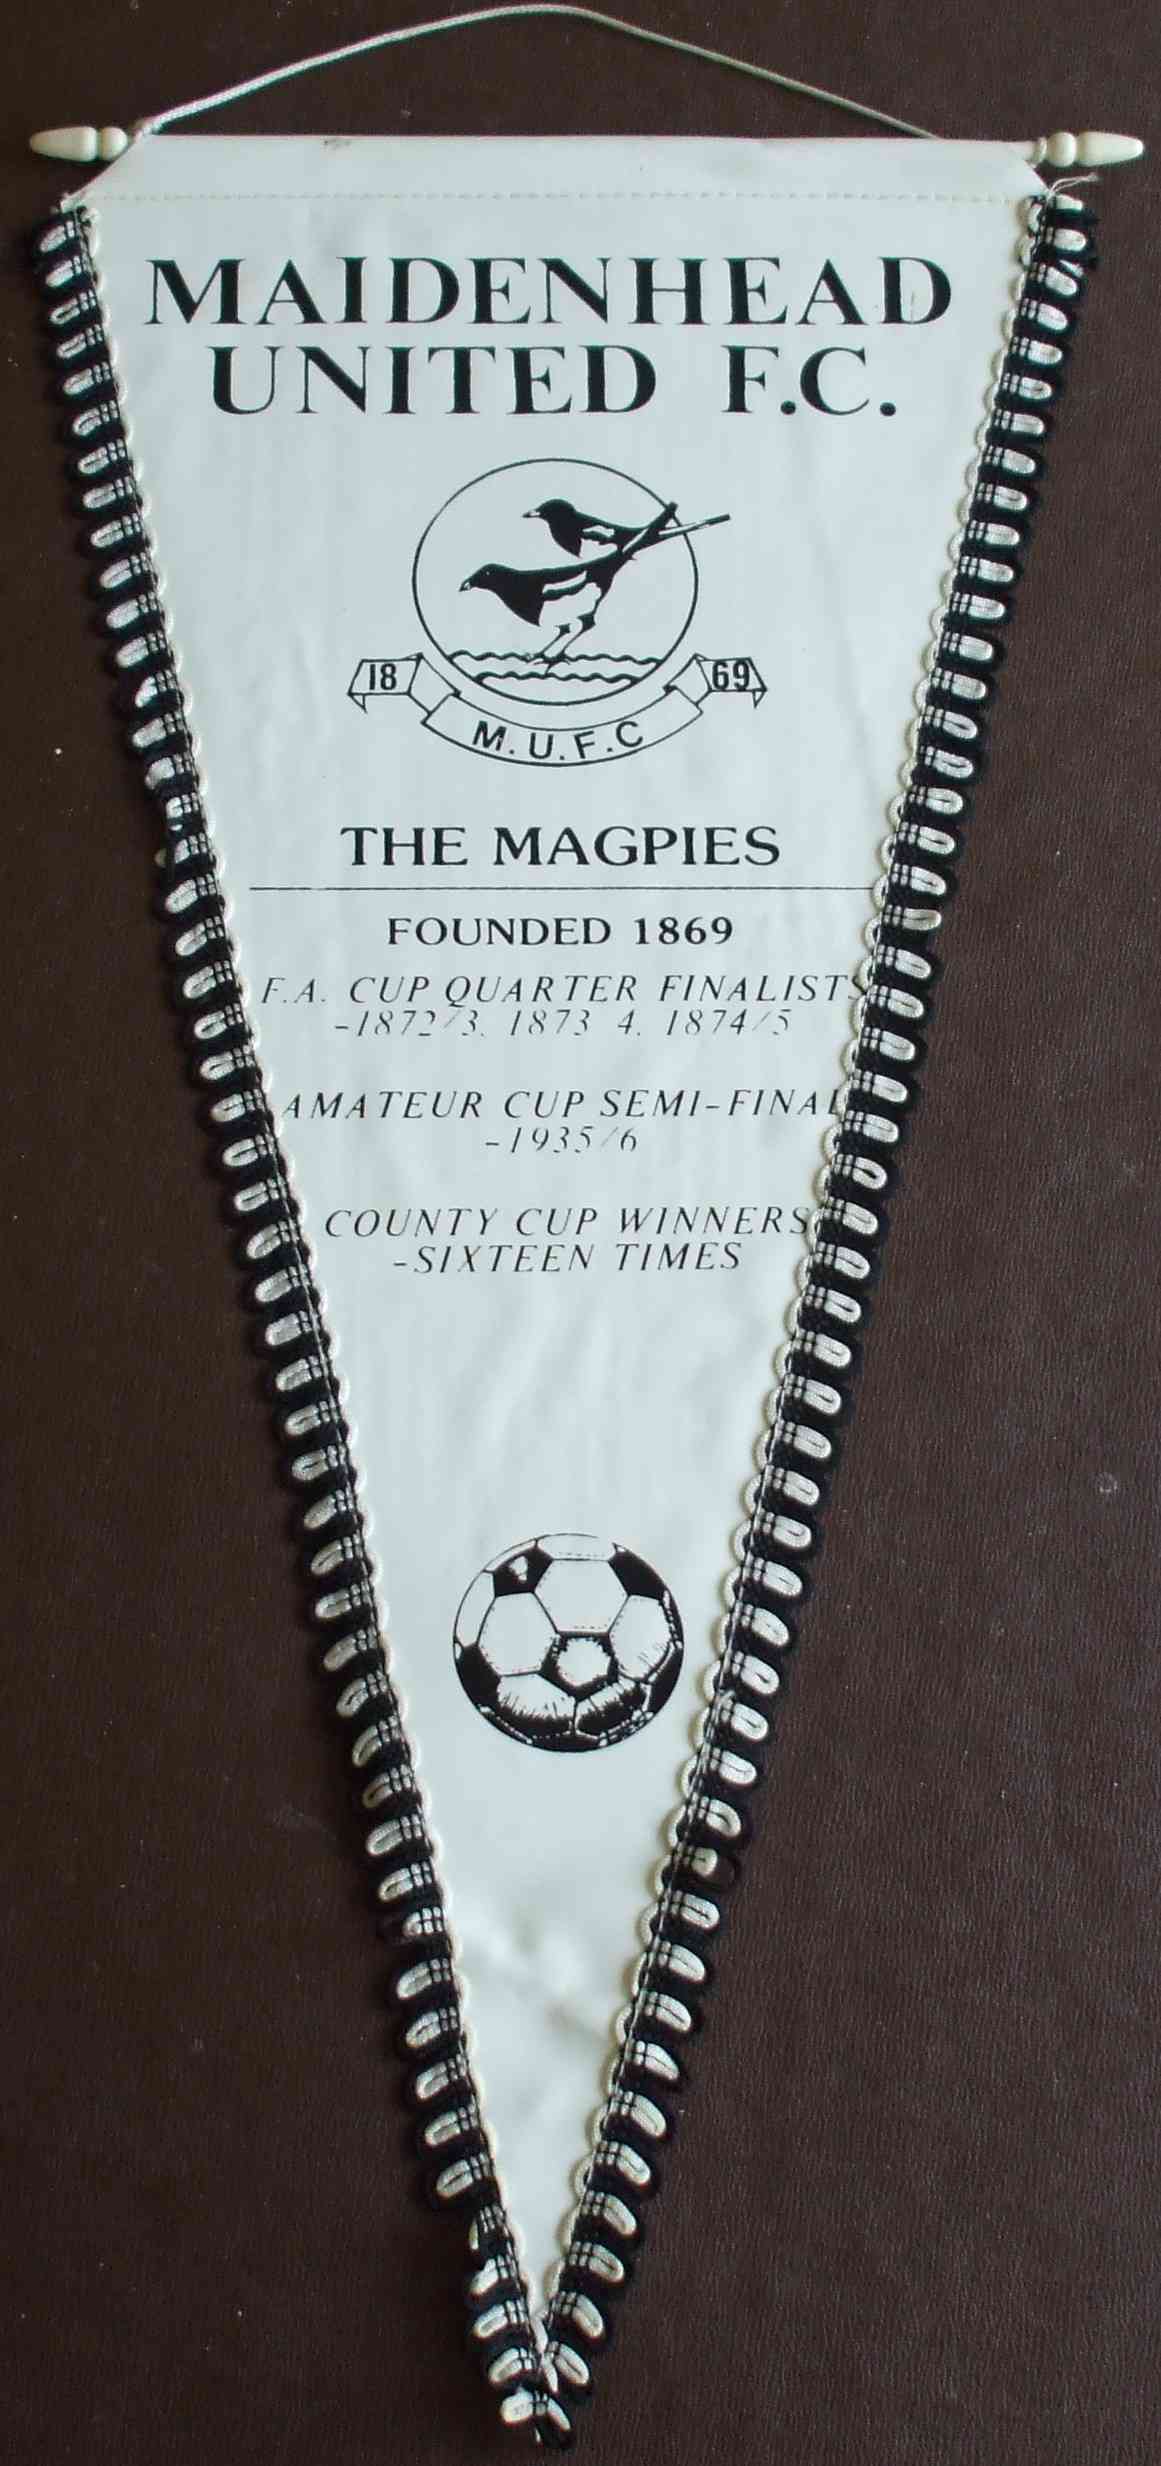 MAIDENHEAD
UNITED F.C.
18 69
M.U.F.C
THE MAGPIES
FOUNDED 1869
F.A. CUP QUARTER FINALISTS
-1872/3, 1873 4, 1874/5
AMATEUR CUP SEMI-FINAL
-1935/6
COUNTY CUP WINNERS
-SIXTEEN TIMES